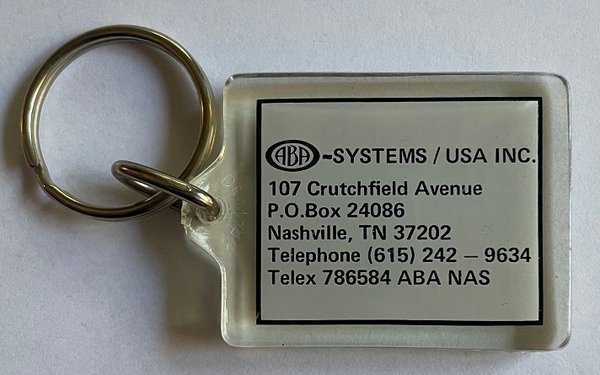 ABA-SYSTEMS / USA INC.
107 Crutchfield Avenue
P.O.Box 24086
Nashville, TN 37202
Telephone (615) 242 – 9634
Telex 786584 ABA NAS